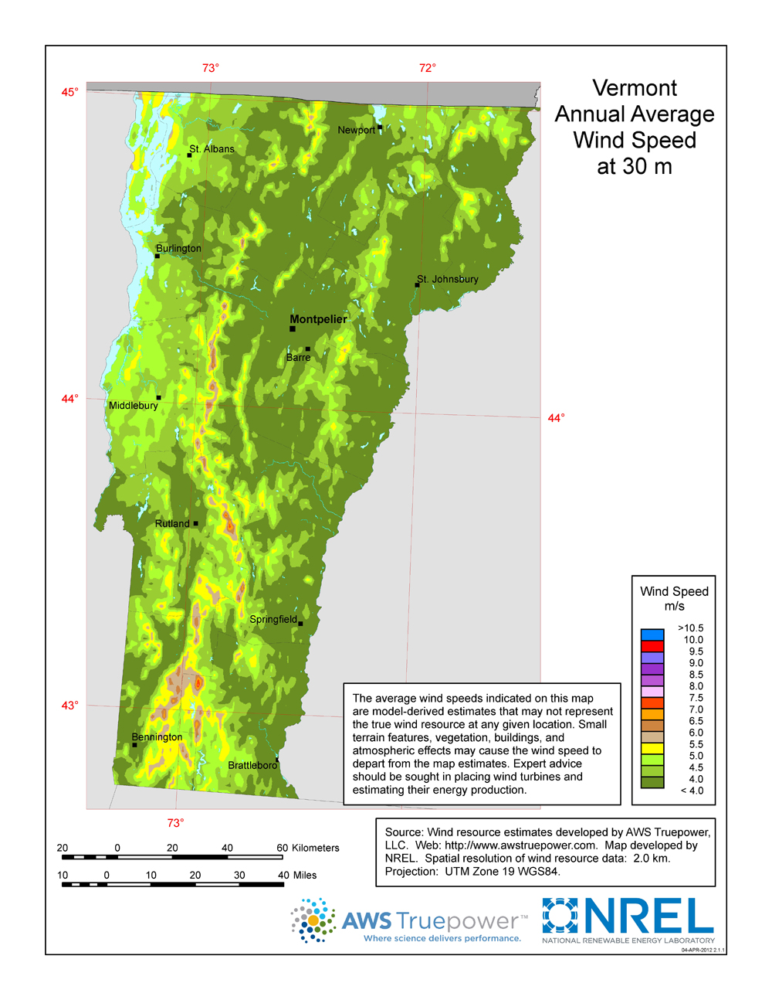 Vermont
Annual Average
Wind Speed
at 30 m
73°
72°
45°
Newport
St. Albans
Burlington
St. Johnsbury
Montpelier
Barre
44°
Middlebury
44°
Rutland
Springfield
43°
Bennington
Brattleboro
73°
Wind Speed
m/s
>10.5
10.0
9.5
9.0
8.5
8.0
7.5
7.0
6.5
6.0
5.5
5.0
4.5
4.0
< 4.0
The average wind speeds indicated on this map
are model-derived estimates that may not represent
the true wind resource at any given location. Small
terrain features, vegetation, buildings, and
atmospheric effects may cause the wind speed to
depart from the map estimates. Expert advice
should be sought in placing wind turbines and
estimating their energy production.
20 0 20 40 60 Kilometers
10 0 10 20 30 40 Miles
Source: Wind resource estimates developed by AWS Truepower,
LLC. Web: http://www.awstruepower.com. Map developed by
NREL. Spatial resolution of wind resource data: 2.0 km.
Projection: UTM Zone 19 WGS84.
AWS Truepower™
Where science delivers performance.
NREL
NATIONAL RENEWABLE ENERGY LABORATORY
04-APR-2012 2.1.1